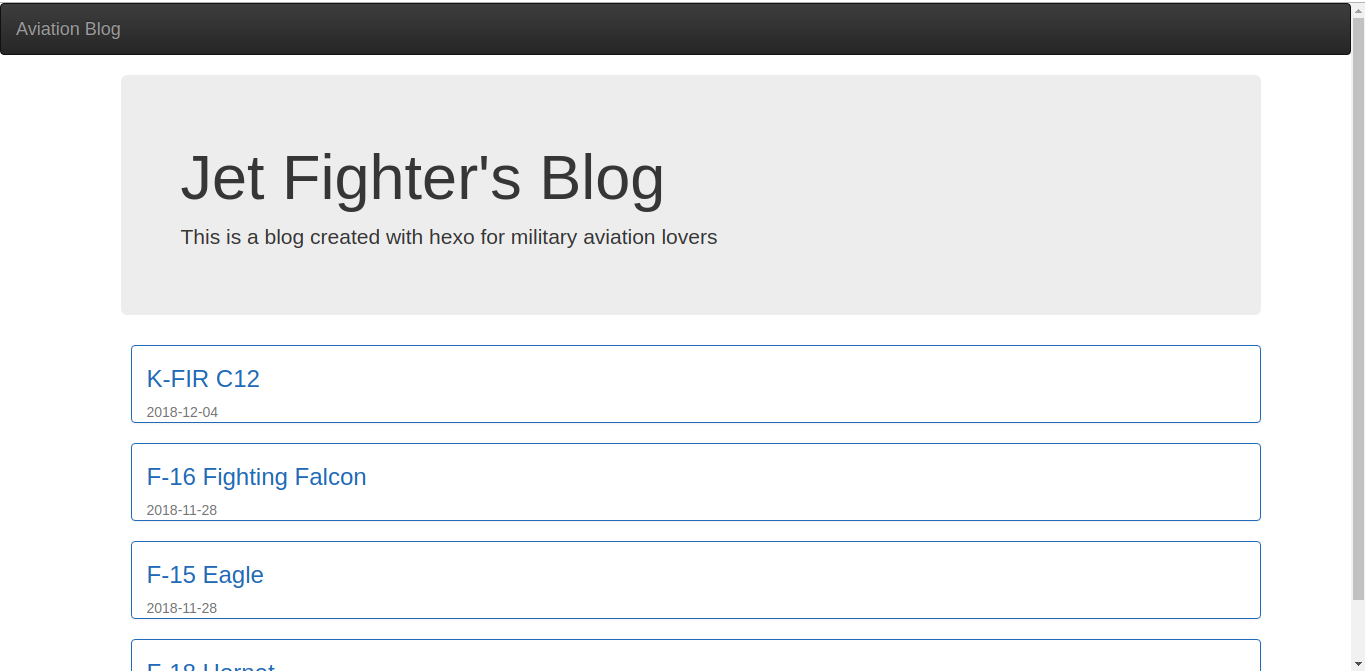 Aviation Blog
Jet Fighter's Blog
This is a blog created with hexo for military aviation lovers
K-FIR C12
2018-12-04
F-16 Fighting Falcon
2018-11-28
F-15 Eagle
2018-11-28
F-18 Hornet